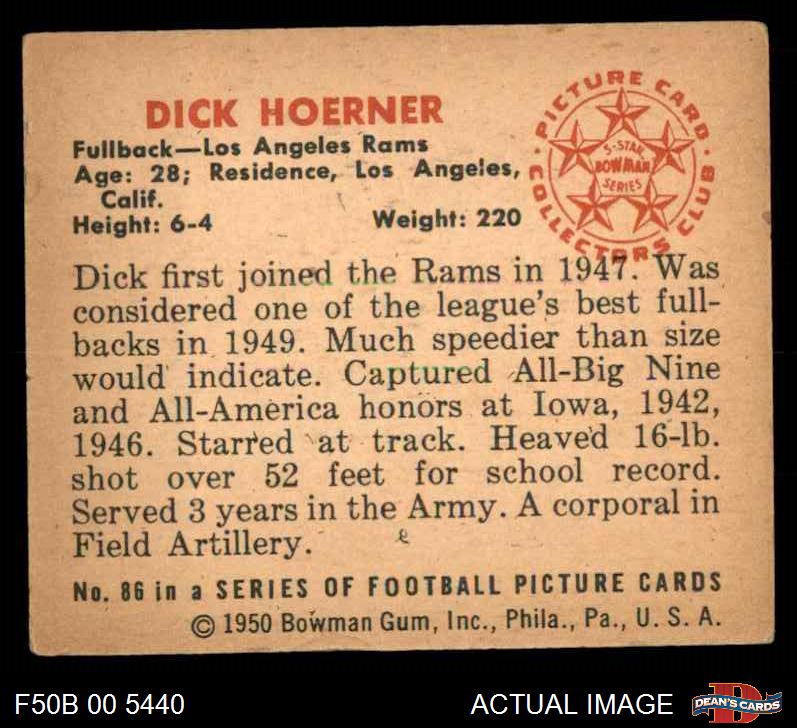 DICK HOERNER
Fullback—Los Angeles Rams
Age: 28; Residence, Los Angeles,
Calif.
Height: 6-4 Weight: 220
PICTURE CARD
COLLECTORS CLUB
5-STAR
BOWMAN
SERIES
Dick first joined the Rams in 1947. Was
considered one of the league's best full-
backs in 1949. Much speedier than size
would indicate. Captured All-Big Nine
and All-America honors at Iowa, 1942,
1946. Starred at track. Heaved 16-lb.
shot over 52 feet for school record.
Served 3 years in the Army. A corporal in
Field Artillery.
No. 86 in a SERIES OF FOOTBALL PICTURE CARDS
© 1950 Bowman Gum, Inc., Phila., Pa., U. S. A.
F50B 00 5440
ACTUAL IMAGE
DEAN'S CARDS